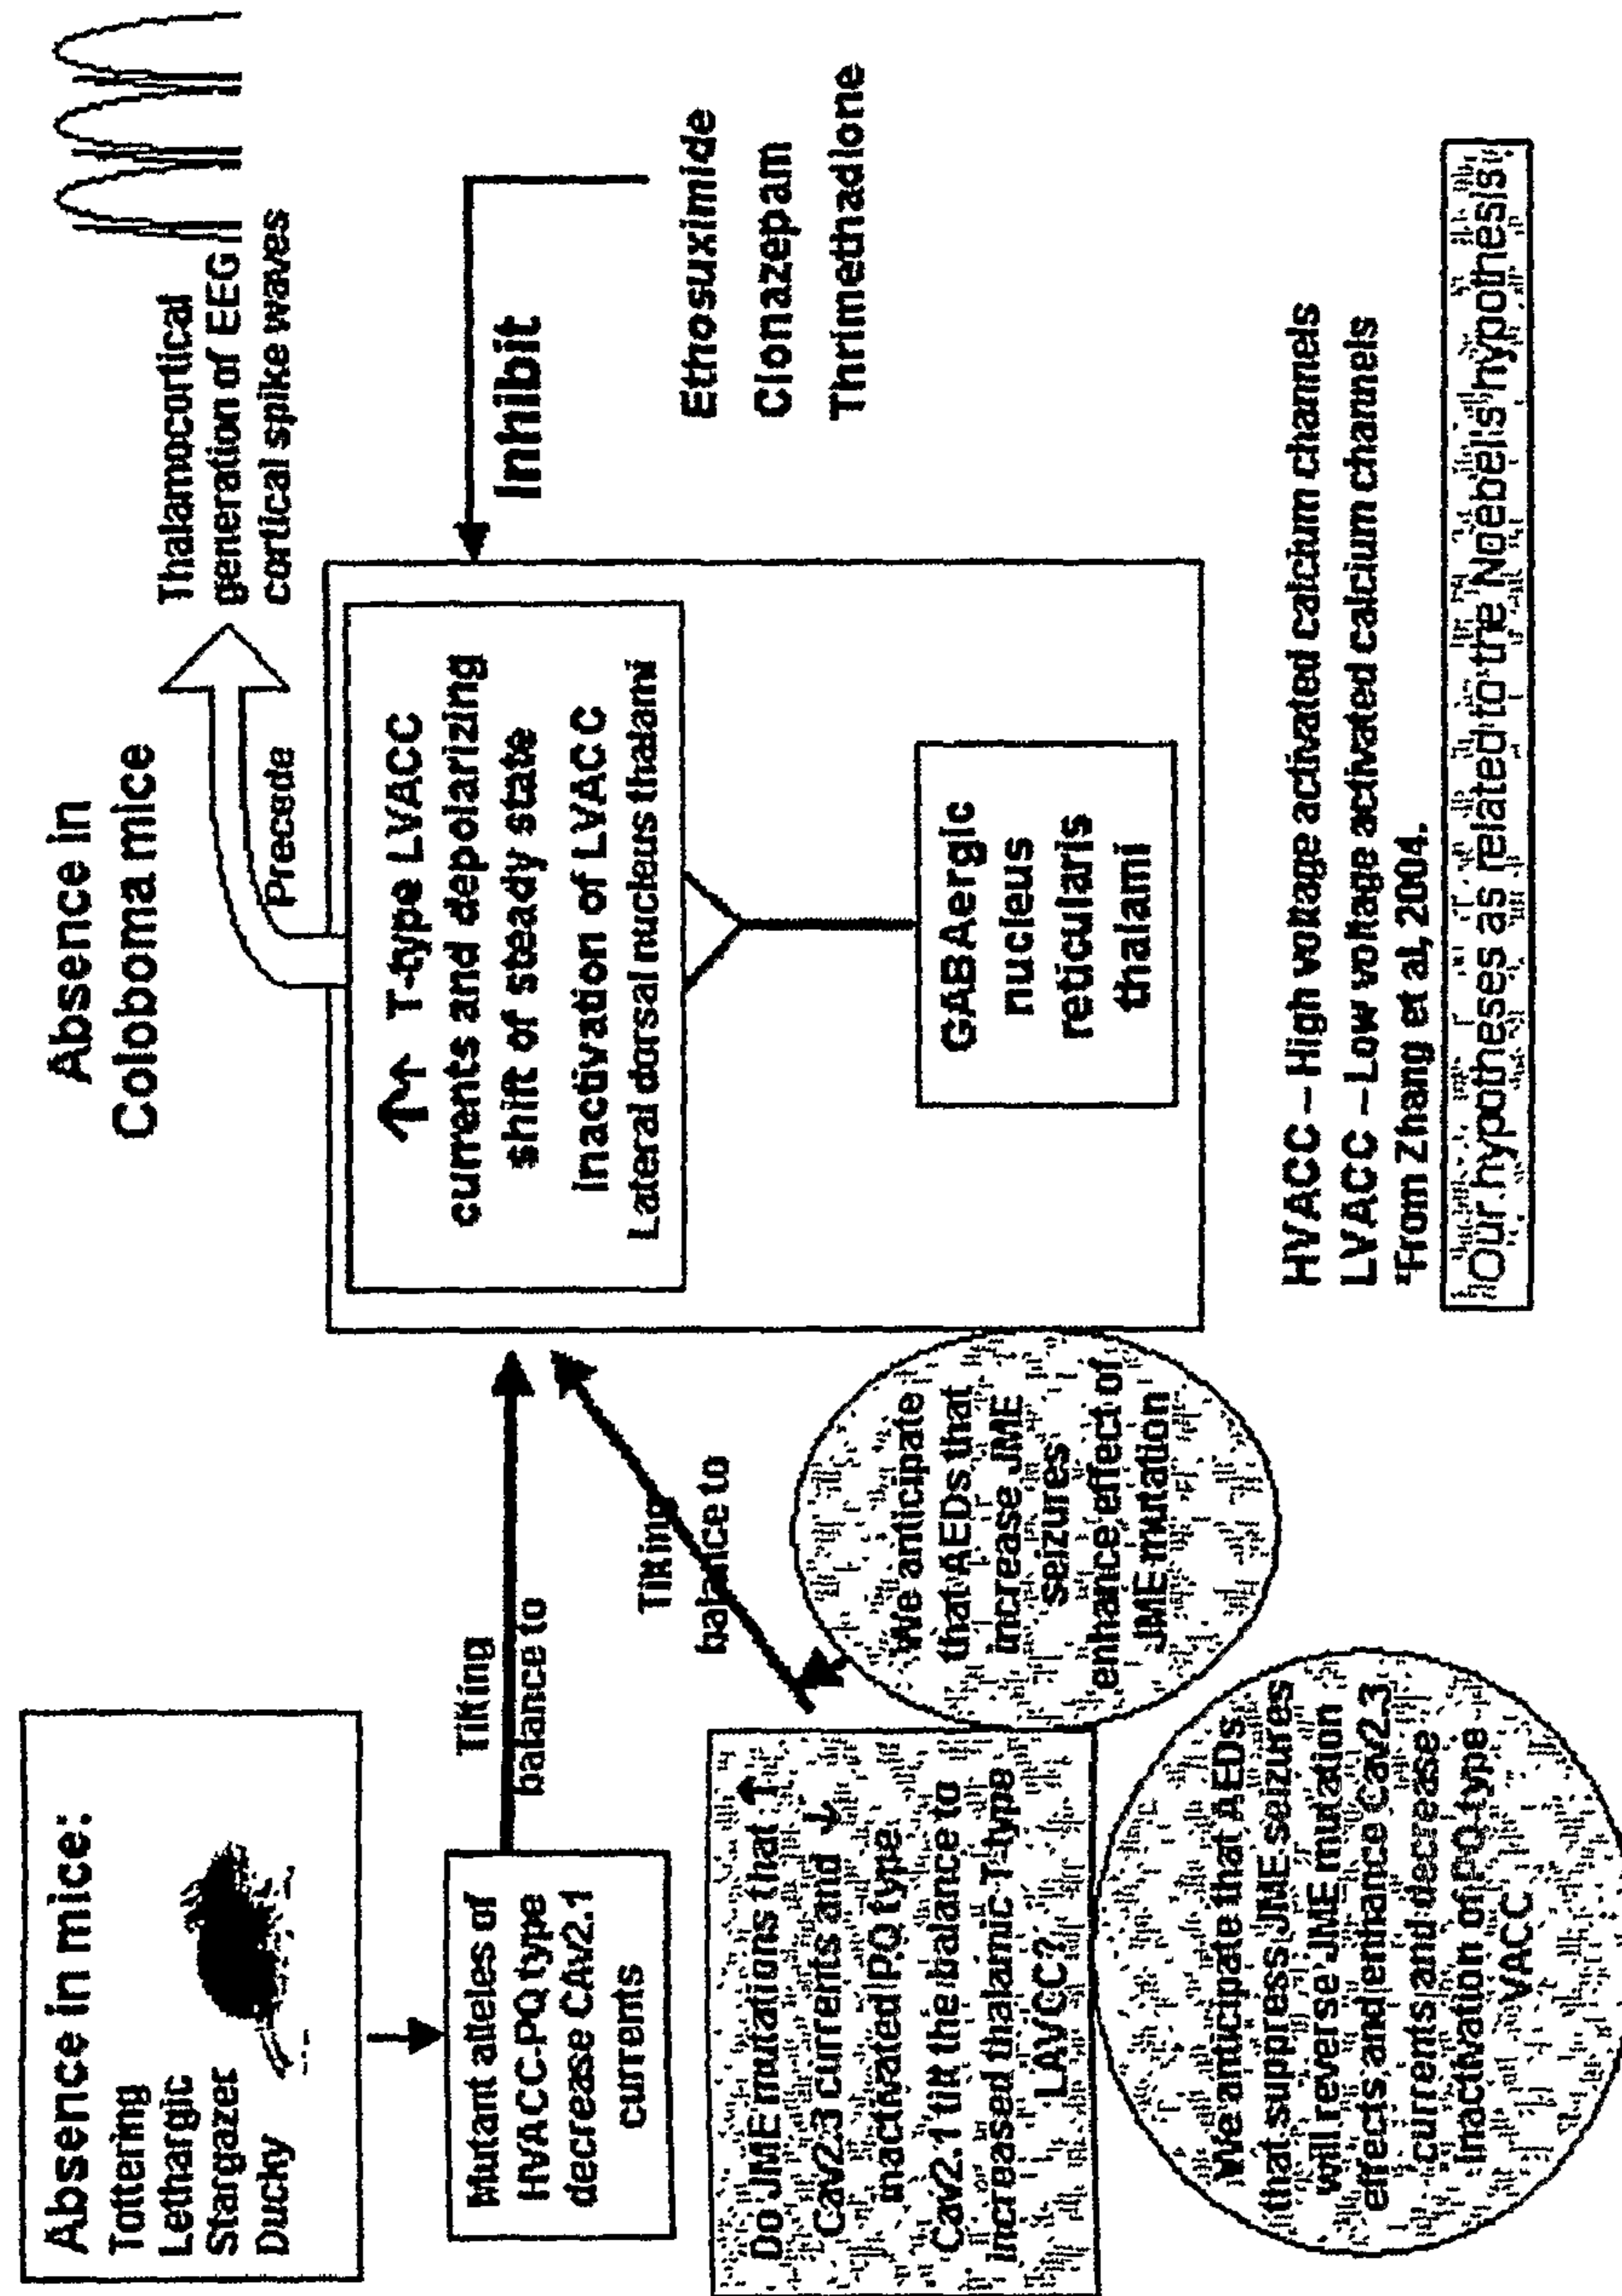 Absence in mice:
Tottering
Lethargic
Stargazer
Ducky
Mutant alleles of
HVACC-PQ type
decrease CAv2.1
currents
Tilting
balance to
Tilting
balance to
Do JME mutations that ↑
Cav2.3 currents and ↓
inactivated PQ type
Cav2.1 tilt the balance to
increased thalamic T-type
LAVCC?
We anticipate that AEDs
that suppress JME seizures
will reverse JME mutation
effects and enhance Cav2.3
currents and decrease
inactivation of PQ-type
VACC
We anticipate
that AEDs that
increase JME
seizures
enhance effect of
JME mutation
Absence in
Coloboma mice
Precede
Thalamocortical
generation of EEG
cortical spike waves
↑↑ T-type LVACC
currents and depolarizing
shift of steady state
inactivation of LVACC
Lateral dorsal nucleus thalami
GABAergic
nucleus
reticularis
thalami
Inhibit
Ethosuximide
Clonazepam
Thrimethadione
HVACC – High voltage activated calcium channels
LVACC – Low voltage activated calcium channels
From Zhang et al, 2004.
Our hypotheses as related to the Noebel's hypothesis